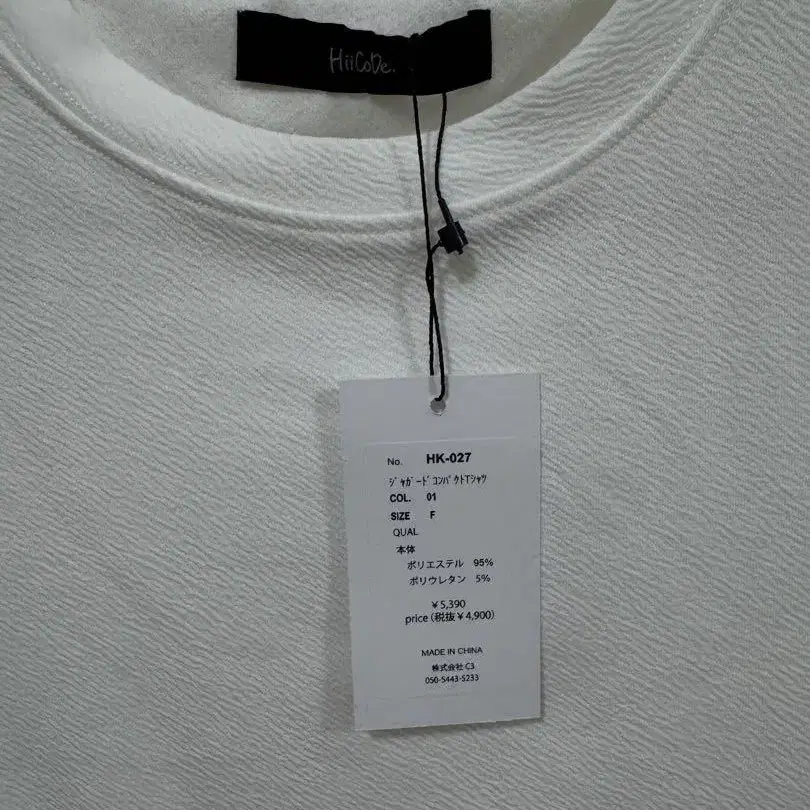 HiiCoDe.
No. HK-027
ｼﾞｬｶﾞｰﾄﾞｺﾝﾊﾟｸﾄTｼｬﾂ
COL. 01
SIZE F
QUAL
本体
ポリエステル 95%
ポリウレタン 5%
￥5,390
price (税抜￥4,900)
MADE IN CHINA
株式会社 C3
050-5443-5233